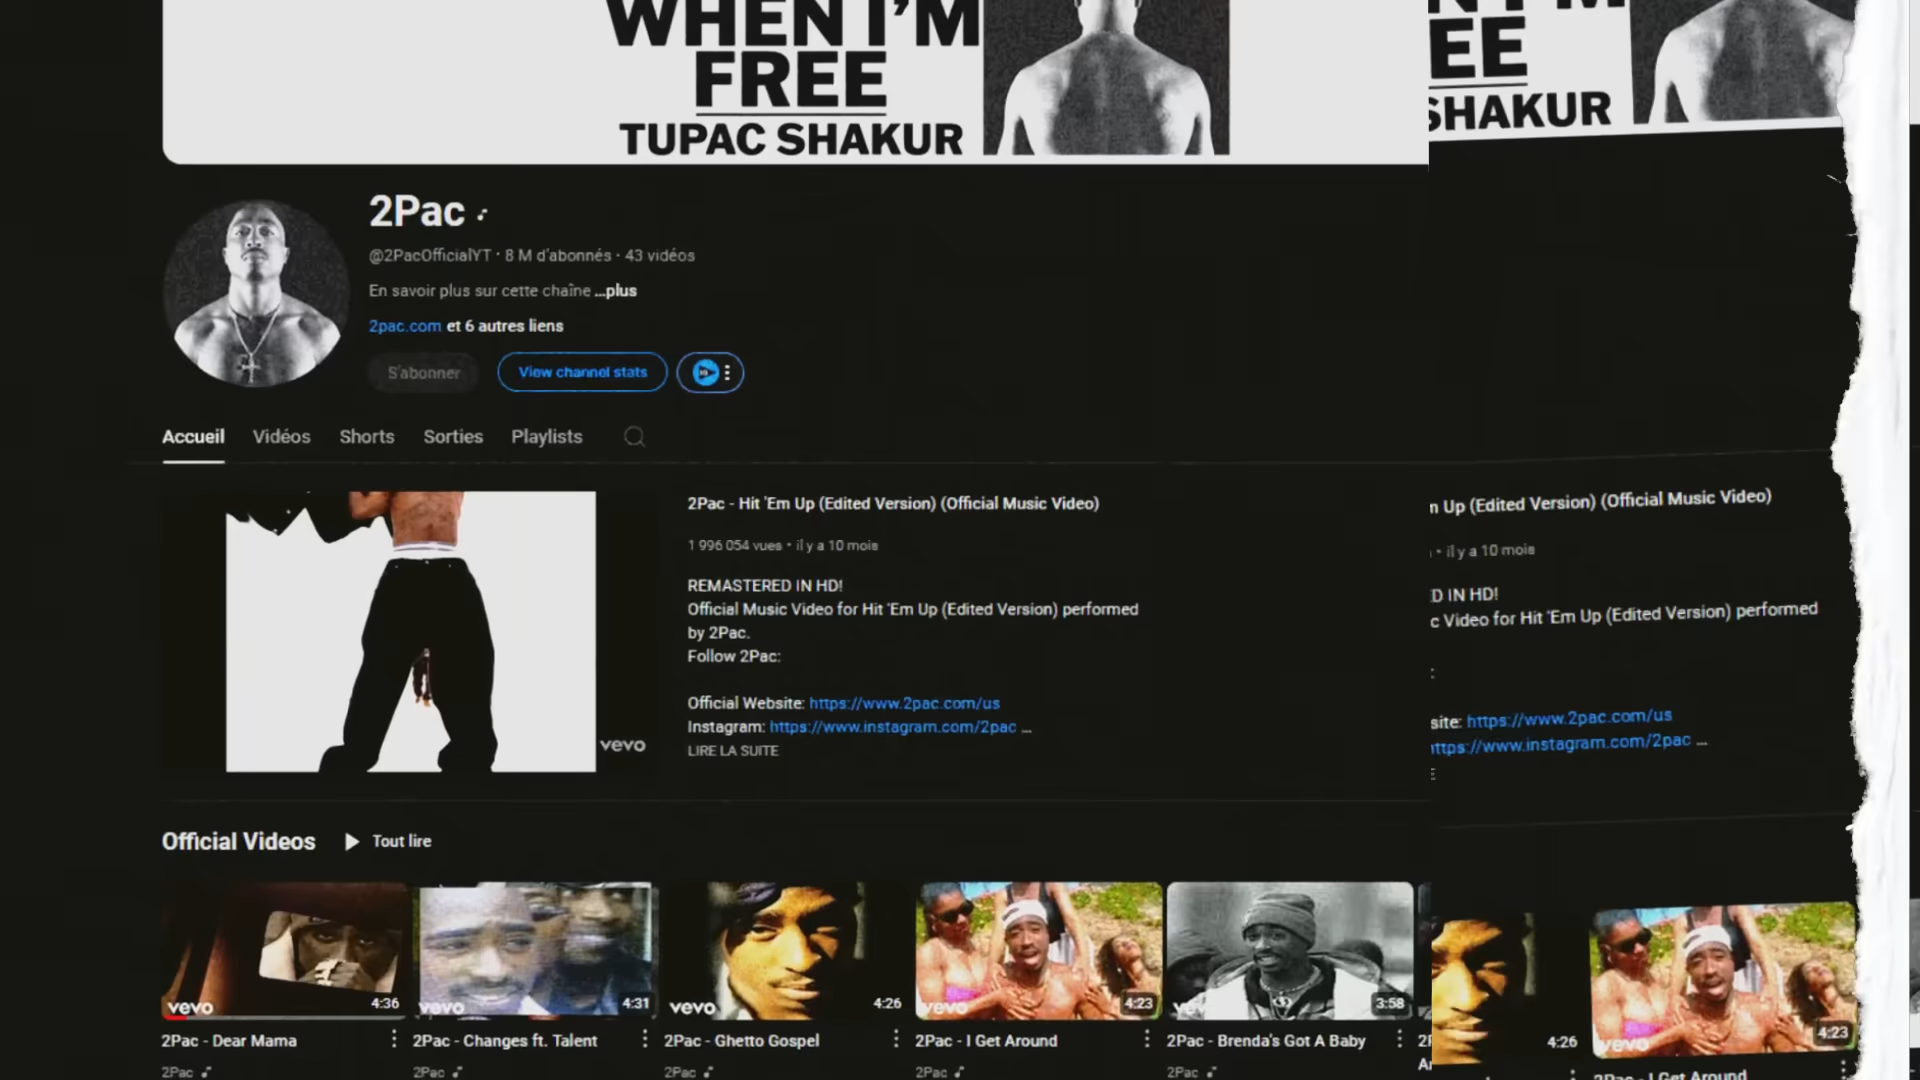 WHEN I'M
FREE
TUPAC SHAKUR
EE
SHAKUR
2Pac
@2PacOfficialYT · 8 M d'abonnés · 43 vidéos
En savoir plus sur cette chaîne ...plus
2pac.com et 6 autres liens
S'abonner
View channel stats
Accueil
Vidéos
Shorts
Sorties
Playlists
2Pac - Hit 'Em Up (Edited Version) (Official Music Video)
1 996 054 vues • il y a 10 mois
REMASTERED IN HD!
Official Music Video for Hit 'Em Up (Edited Version) performed
by 2Pac.
Follow 2Pac:
Official Website: https://www.2pac.com/us
Instagram: https://www.instagram.com/2pac ...
LIRE LA SUITE
vevo
m Up (Edited Version) (Official Music Video)
• il y a 10 mois
D IN HD!
c Video for Hit 'Em Up (Edited Version) performed
:
site: https://www.2pac.com/us
https://www.instagram.com/2pac ...
E
Official Videos
Tout lire
vevo
4:36
vevo
4:31
vevo
4:26
vevo
4:23
3:58
4:26
vevo
4:23
2Pac - Dear Mama
2Pac - Changes ft. Talent
2Pac - Ghetto Gospel
2Pac - I Get Around
2Pac - Brenda's Got A Baby
2Pac - I Get Around
2Pac
2Pac
2Pac
2Pac
2Pac